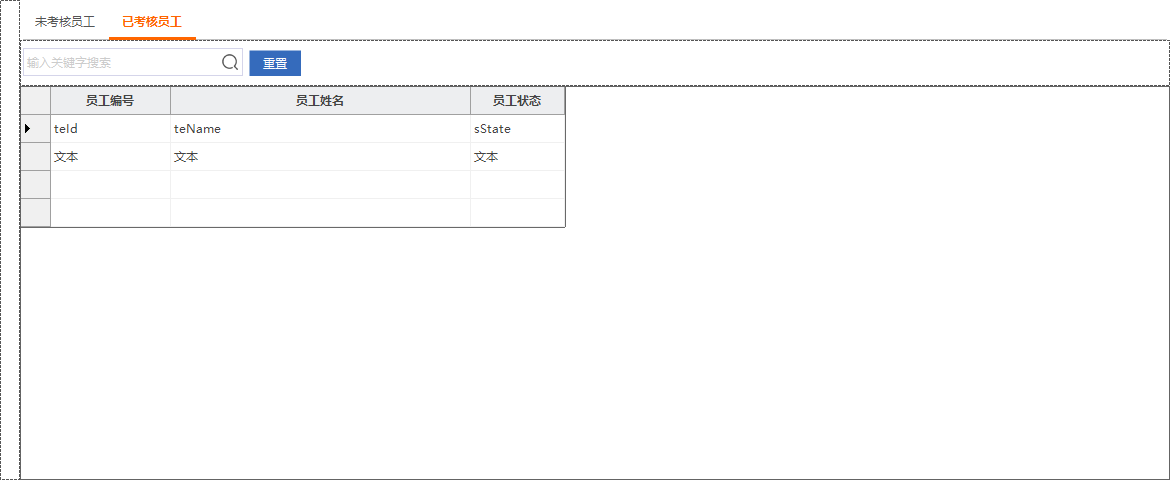 未考核员工 已考核员工
输入关键字搜索 重置
员工编号 员工姓名 员工状态
teId teName sState
文本 文本 文本